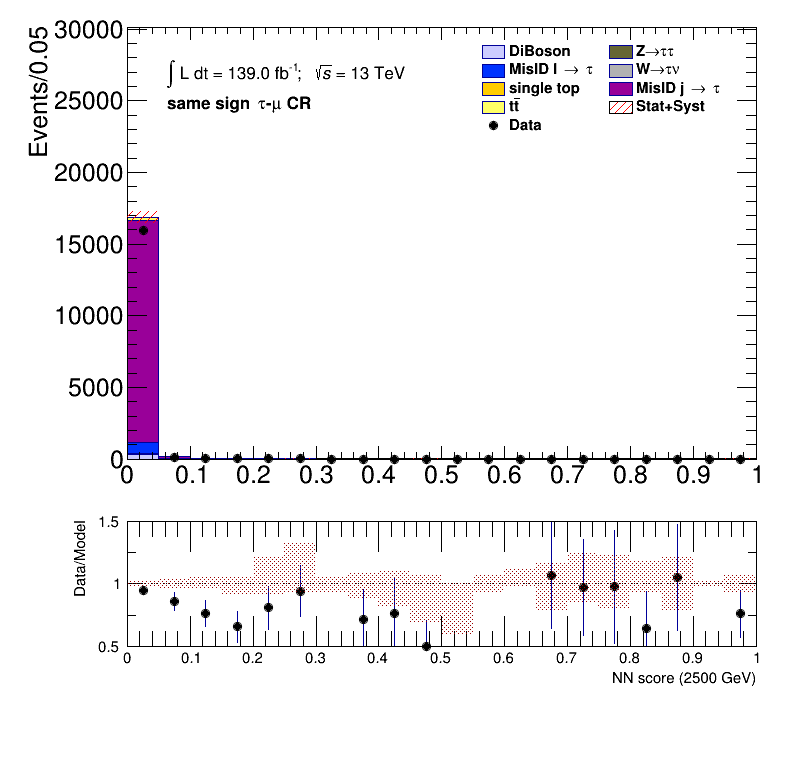 30000
25000
20000
15000
10000
5000
0
Events/0.05
∫ L dt = 139.0 fb⁻¹; √s = 13 TeV
same sign τ-μ CR
DiBoson
MisID l → τ
single top
tt̄
Data
Z→ττ
W→τν
MisID j → τ
Stat+Syst
0 0.1 0.2 0.3 0.4 0.5 0.6 0.7 0.8 0.9 1
1.5
1
0.5
Data/Model
0 0.1 0.2 0.3 0.4 0.5 0.6 0.7 0.8 0.9 1
NN score (2500 GeV)